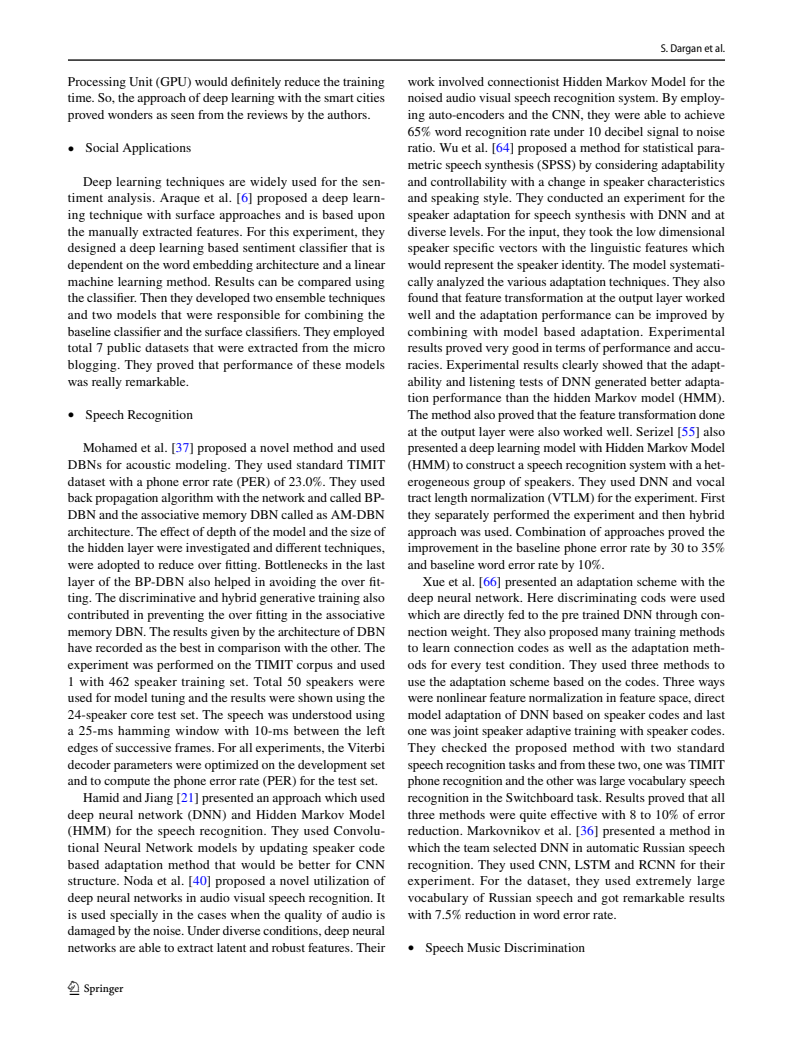 S. Dargan et al.
Processing Unit (GPU) would definitely reduce the training
time. So, the approach of deep learning with the smart cities
proved wonders as seen from the reviews by the authors.
• Social Applications
Deep learning techniques are widely used for the sen-
timent analysis. Araque et al. [6] proposed a deep learn-
ing technique with surface approaches and is based upon
the manually extracted features. For this experiment, they
designed a deep learning based sentiment classifier that is
dependent on the word embedding architecture and a linear
machine learning method. Results can be compared using
the classifier. Then they developed two ensemble techniques
and two models that were responsible for combining the
baseline classifier and the surface classifiers. They employed
total 7 public datasets that were extracted from the micro
blogging. They proved that performance of these models
was really remarkable.
• Speech Recognition
Mohamed et al. [37] proposed a novel method and used
DBNs for acoustic modeling. They used standard TIMIT
dataset with a phone error rate (PER) of 23.0%. They used
back propagation algorithm with the network and called BP-
DBN and the associative memory DBN called as AM-DBN
architecture. The effect of depth of the model and the size of
the hidden layer were investigated and different techniques,
were adopted to reduce over fitting. Bottlenecks in the last
layer of the BP-DBN also helped in avoiding the over fit-
ting. The discriminative and hybrid generative training also
contributed in preventing the over fitting in the associative
memory DBN. The results given by the architecture of DBN
have recorded as the best in comparison with the other. The
experiment was performed on the TIMIT corpus and used
1 with 462 speaker training set. Total 50 speakers were
used for model tuning and the results were shown using the
24-speaker core test set. The speech was understood using
a 25-ms hamming window with 10-ms between the left
edges of successive frames. For all experiments, the Viterbi
decoder parameters were optimized on the development set
and to compute the phone error rate (PER) for the test set.
Hamid and Jiang [21] presented an approach which used
deep neural network (DNN) and Hidden Markov Model
(HMM) for the speech recognition. They used Convolu-
tional Neural Network models by updating speaker code
based adaptation method that would be better for CNN
structure. Noda et al. [40] proposed a novel utilization of
deep neural networks in audio visual speech recognition. It
is used specially in the cases when the quality of audio is
damaged by the noise. Under diverse conditions, deep neural
networks are able to extract latent and robust features. Their
work involved connectionist Hidden Markov Model for the
noised audio visual speech recognition system. By employ-
ing auto-encoders and the CNN, they were able to achieve
65% word recognition rate under 10 decibel signal to noise
ratio. Wu et al. [64] proposed a method for statistical para-
metric speech synthesis (SPSS) by considering adaptability
and controllability with a change in speaker characteristics
and speaking style. They conducted an experiment for the
speaker adaptation for speech synthesis with DNN and at
diverse levels. For the input, they took the low dimensional
speaker specific vectors with the linguistic features which
would represent the speaker identity. The model systemati-
cally analyzed the various adaptation techniques. They also
found that feature transformation at the output layer worked
well and the adaptation performance can be improved by
combining with model based adaptation. Experimental
results proved very good in terms of performance and accu-
racies. Experimental results clearly showed that the adapt-
ability and listening tests of DNN generated better adapta-
tion performance than the hidden Markov model (HMM).
The method also proved that the feature transformation done
at the output layer were also worked well. Serizel [55] also
presented a deep learning model with Hidden Markov Model
(HMM) to construct a speech recognition system with a het-
erogeneous group of speakers. They used DNN and vocal
tract length normalization (VTLM) for the experiment. First
they separately performed the experiment and then hybrid
approach was used. Combination of approaches proved the
improvement in the baseline phone error rate by 30 to 35%
and baseline word error rate by 10%.
Xue et al. [66] presented an adaptation scheme with the
deep neural network. Here discriminating cods were used
which are directly fed to the pre trained DNN through con-
nection weight. They also proposed many training methods
to learn connection codes as well as the adaptation meth-
ods for every test condition. They used three methods to
use the adaptation scheme based on the codes. Three ways
were nonlinear feature normalization in feature space, direct
model adaptation of DNN based on speaker codes and last
one was joint speaker adaptive training with speaker codes.
They checked the proposed method with two standard
speech recognition tasks and from these two, one was TIMIT
phone recognition and the other was large vocabulary speech
recognition in the Switchboard task. Results proved that all
three methods were quite effective with 8 to 10% of error
reduction. Markovnikov et al. [36] presented a method in
which the team selected DNN in automatic Russian speech
recognition. They used CNN, LSTM and RCNN for their
experiment. For the dataset, they used extremely large
vocabulary of Russian speech and got remarkable results
with 7.5% reduction in word error rate.
• Speech Music Discrimination
Springer